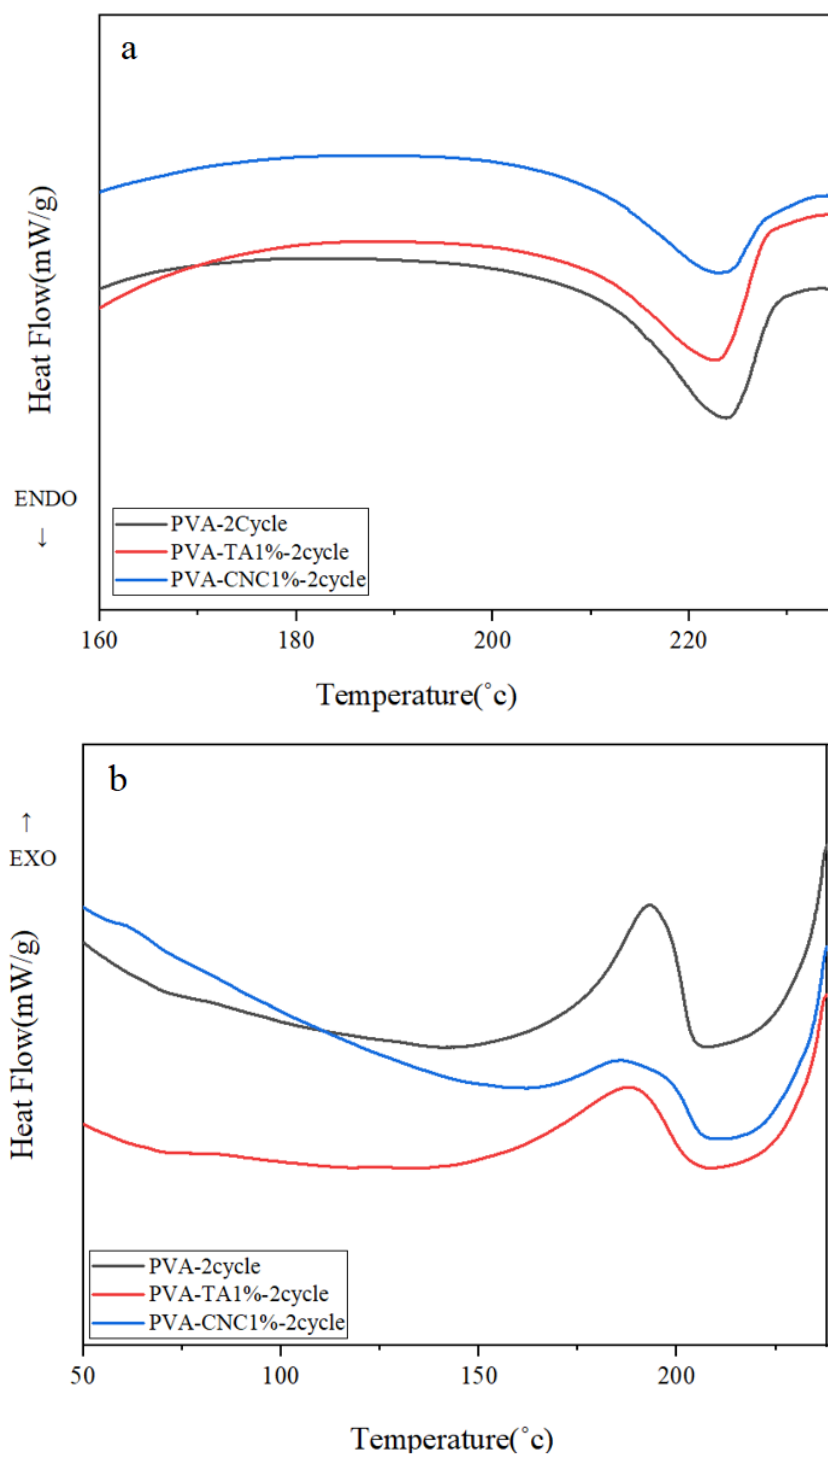 a
Heat Flow(mW/g)
ENDO
↓
PVA-2Cycle
PVA-TA1%-2cycle
PVA-CNC1%-2cycle
160 180 200 220
Temperature(˚c)
b
↑
EXO
Heat Flow(mW/g)
PVA-2cycle
PVA-TA1%-2cycle
PVA-CNC1%-2cycle
50 100 150 200
Temperature(˚c)